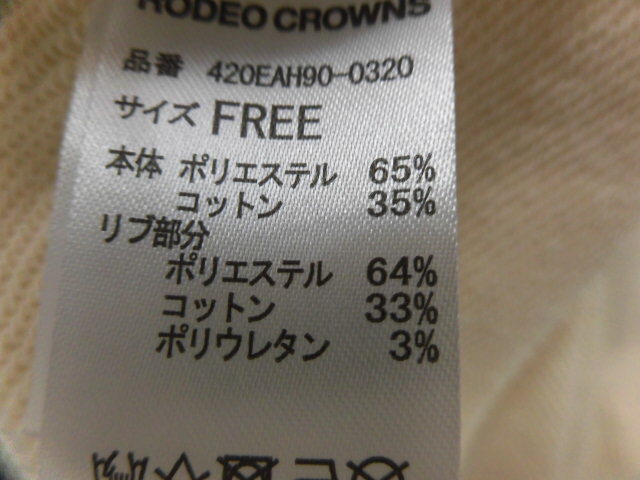 RODEO CROWNS
品番 420EAH90-0320
サイズ FREE
本体 ポリエステル 65%
コットン 35%
リブ部分
ポリエステル 64%
コットン 33%
ポリウレタン 3%